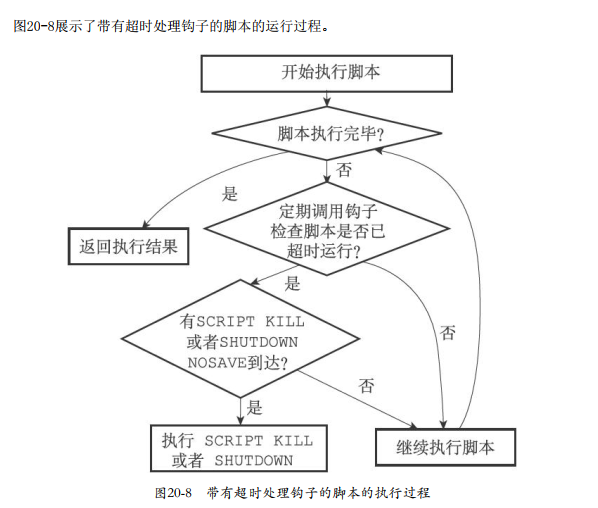 图20-8展示了带有超时处理钩子的脚本的运行过程。
开始执行脚本
脚本执行完毕?
是
否
返回执行结果
定期调用钩子
检查脚本是否已
超时运行?
是
否
有SCRIPT KILL
或者SHUTDOWN
NOSAVE到达?
否
是
执行 SCRIPT KILL
或者 SHUTDOWN
继续执行脚本
图20-8 带有超时处理钩子的脚本的执行过程